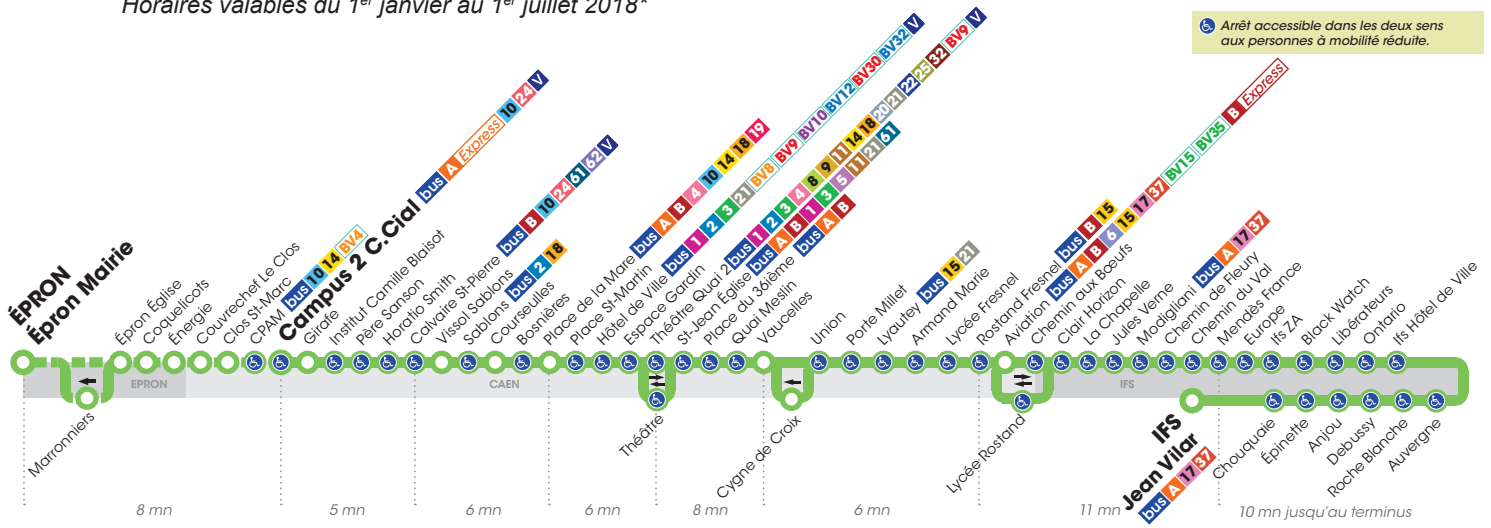 Horaires valables du 1er janvier au 1er juillet 2018*
Arrêt accessible dans les deux sens
aux personnes à mobilité réduite.
ÉPRON
Épron Mairie
Marronniers
Épron Église
Coquelicots
Énergie
Couvrechef Le Clos
Clos St-Marc
CPAM bus 10 14 BV4
Campus 2 C.Cial bus A Express 10 24 V
Girafe
Institut Camille Blaisot
Père Sanson
Horatio Smith
Calvaire St-Pierre bus B 10 24 61 62 V
Vissol Sablons
Sablons bus 2 18
Courseulles
Bosnières
Place de la Mare bus A B 4 10 14 18 19
Place St-Martin
Hôtel de Ville bus 1 2 3 21 BV8 BV9 BV10 BV12 BV30 BV32 V
Espace Gardin
Théâtre Quai 2 bus 1 2 3 4 8 9 11 14 18 20 21 22 25 32 BV9 V
Théâtre
St-Jean Église bus A B 1 3 5 11 21 61
Place du 36ième bus A B
Quai Meslin
Vaucelles
Cygne de Croix
Union
Porte Millet
Lyautey bus 15 21
Armand Marie
Lycée Fresnel
Rostand Fresnel bus B 15
Aviation bus A B 6 15 17 37 BV15 BV35 B Express
Lycée Rostand
Chemin aux Bœufs
Clair Horizon
La Chapelle
Jules Verne
Modigliani bus A 17 37
Chemin de Fleury
Chemin du Val
Mendès France
Europe
Ifs ZA
Black Watch
Libérateurs
Ontario
Ifs Hôtel de Ville
EPRON
CAEN
IFS
IFS
Jean Vilar
bus A 17 37
Chouquaie
Épinette
Anjou
Debussy
Roche Blanche
Auvergne
8 mn
5 mn
6 mn
6 mn
8 mn
6 mn
11 mn
10 mn jusqu'au terminus